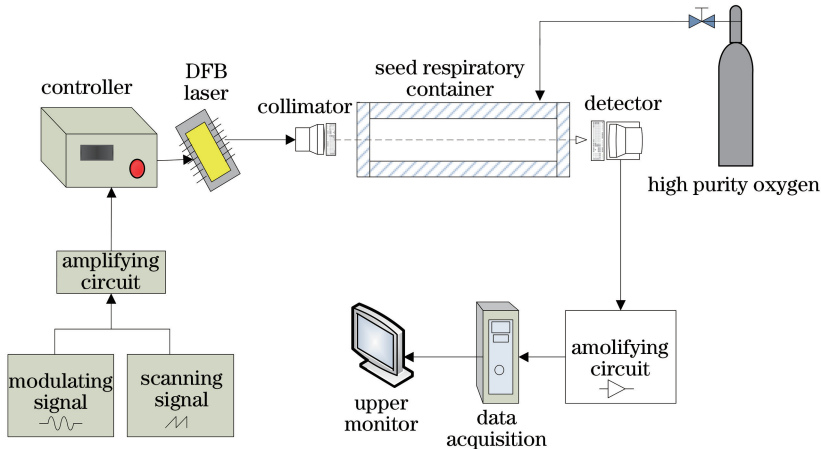 controller
DFB
laser
collimator
seed respiratory
container
detector
high purity oxygen
amplifying
circuit
modulating
signal
scanning
signal
upper
monitor
data
acquisition
amolifying
circuit